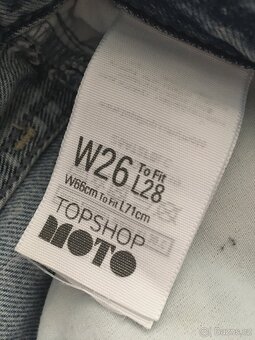 W26 To Fit L28
W66cm To Fit L71cm
TOPSHOP
MOTO